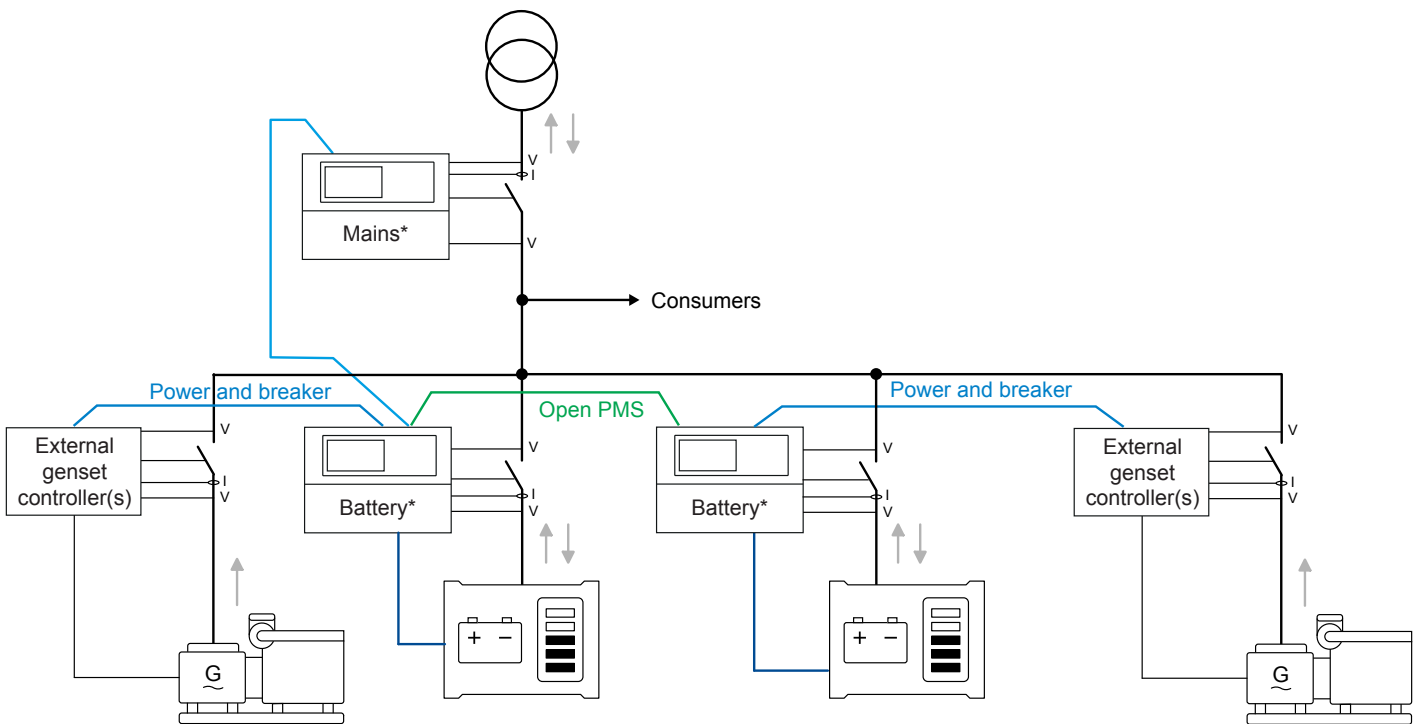 V
I
Mains*
V
Consumers
Power and breaker
Open PMS
Power and breaker
External
genset
controller(s)
V
I
V
Battery*
V
I
V
Battery*
V
I
V
External
genset
controller(s)
V
I
V
G
+ −
+ −
G